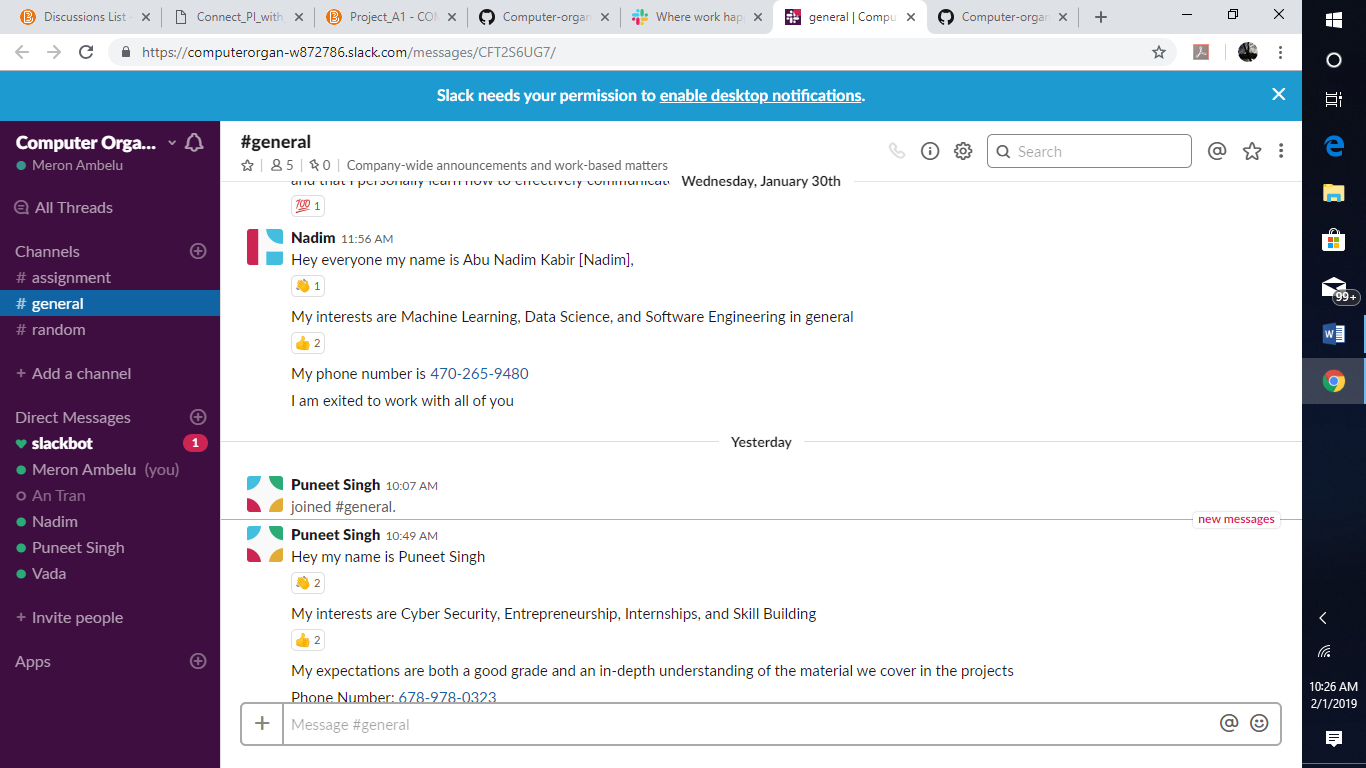 Discussions List -
Connect_PI_with_
Project_A1 - CON
Computer-organ
Where work hap
general | Compu
Computer-organ
https://computerorgan-w872786.slack.com/messages/CFT2S6UG7/
Slack needs your permission to enable desktop notifications.
Computer Orga...
Meron Ambelu
All Threads
Channels
# assignment
# general
# random
+ Add a channel
Direct Messages
slackbot 1
Meron Ambelu (you)
An Tran
Nadim
Puneet Singh
Vada
+ Invite people
Apps
#general
5 | 0 | Company-wide announcements and work-based matters
Search
and that I personally learn how to effectively communicat
Wednesday, January 30th
100 1
Nadim 11:56 AM
Hey everyone my name is Abu Nadim Kabir [Nadim],
1
My interests are Machine Learning, Data Science, and Software Engineering in general
2
My phone number is 470-265-9480
I am exited to work with all of you
Yesterday
Puneet Singh 10:07 AM
joined #general.
new messages
Puneet Singh 10:49 AM
Hey my name is Puneet Singh
2
My interests are Cyber Security, Entrepreneurship, Internships, and Skill Building
2
My expectations are both a good grade and an in-depth understanding of the material we cover in the projects
Phone Number: 678-978-0323
Message #general
99+
10:26 AM
2/1/2019